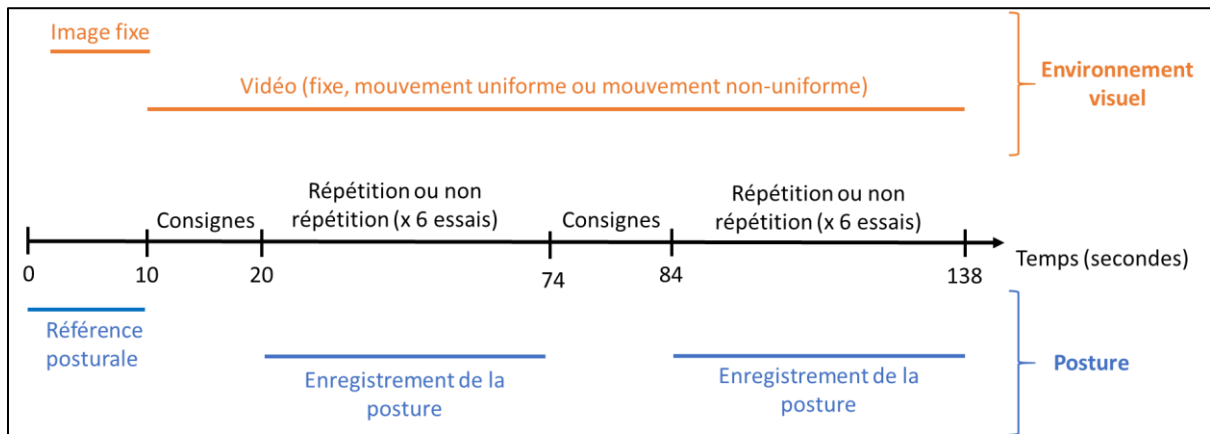 Image fixe
Vidéo (fixe, mouvement uniforme ou mouvement non-uniforme)
Environnement
visuel
Consignes
Répétition ou non
répétition (x 6 essais)
Consignes
Répétition ou non
répétition (x 6 essais)
0
10
20
74
84
138
Temps (secondes)
Référence
posturale
Enregistrement de la
posture
Enregistrement de la
posture
Posture